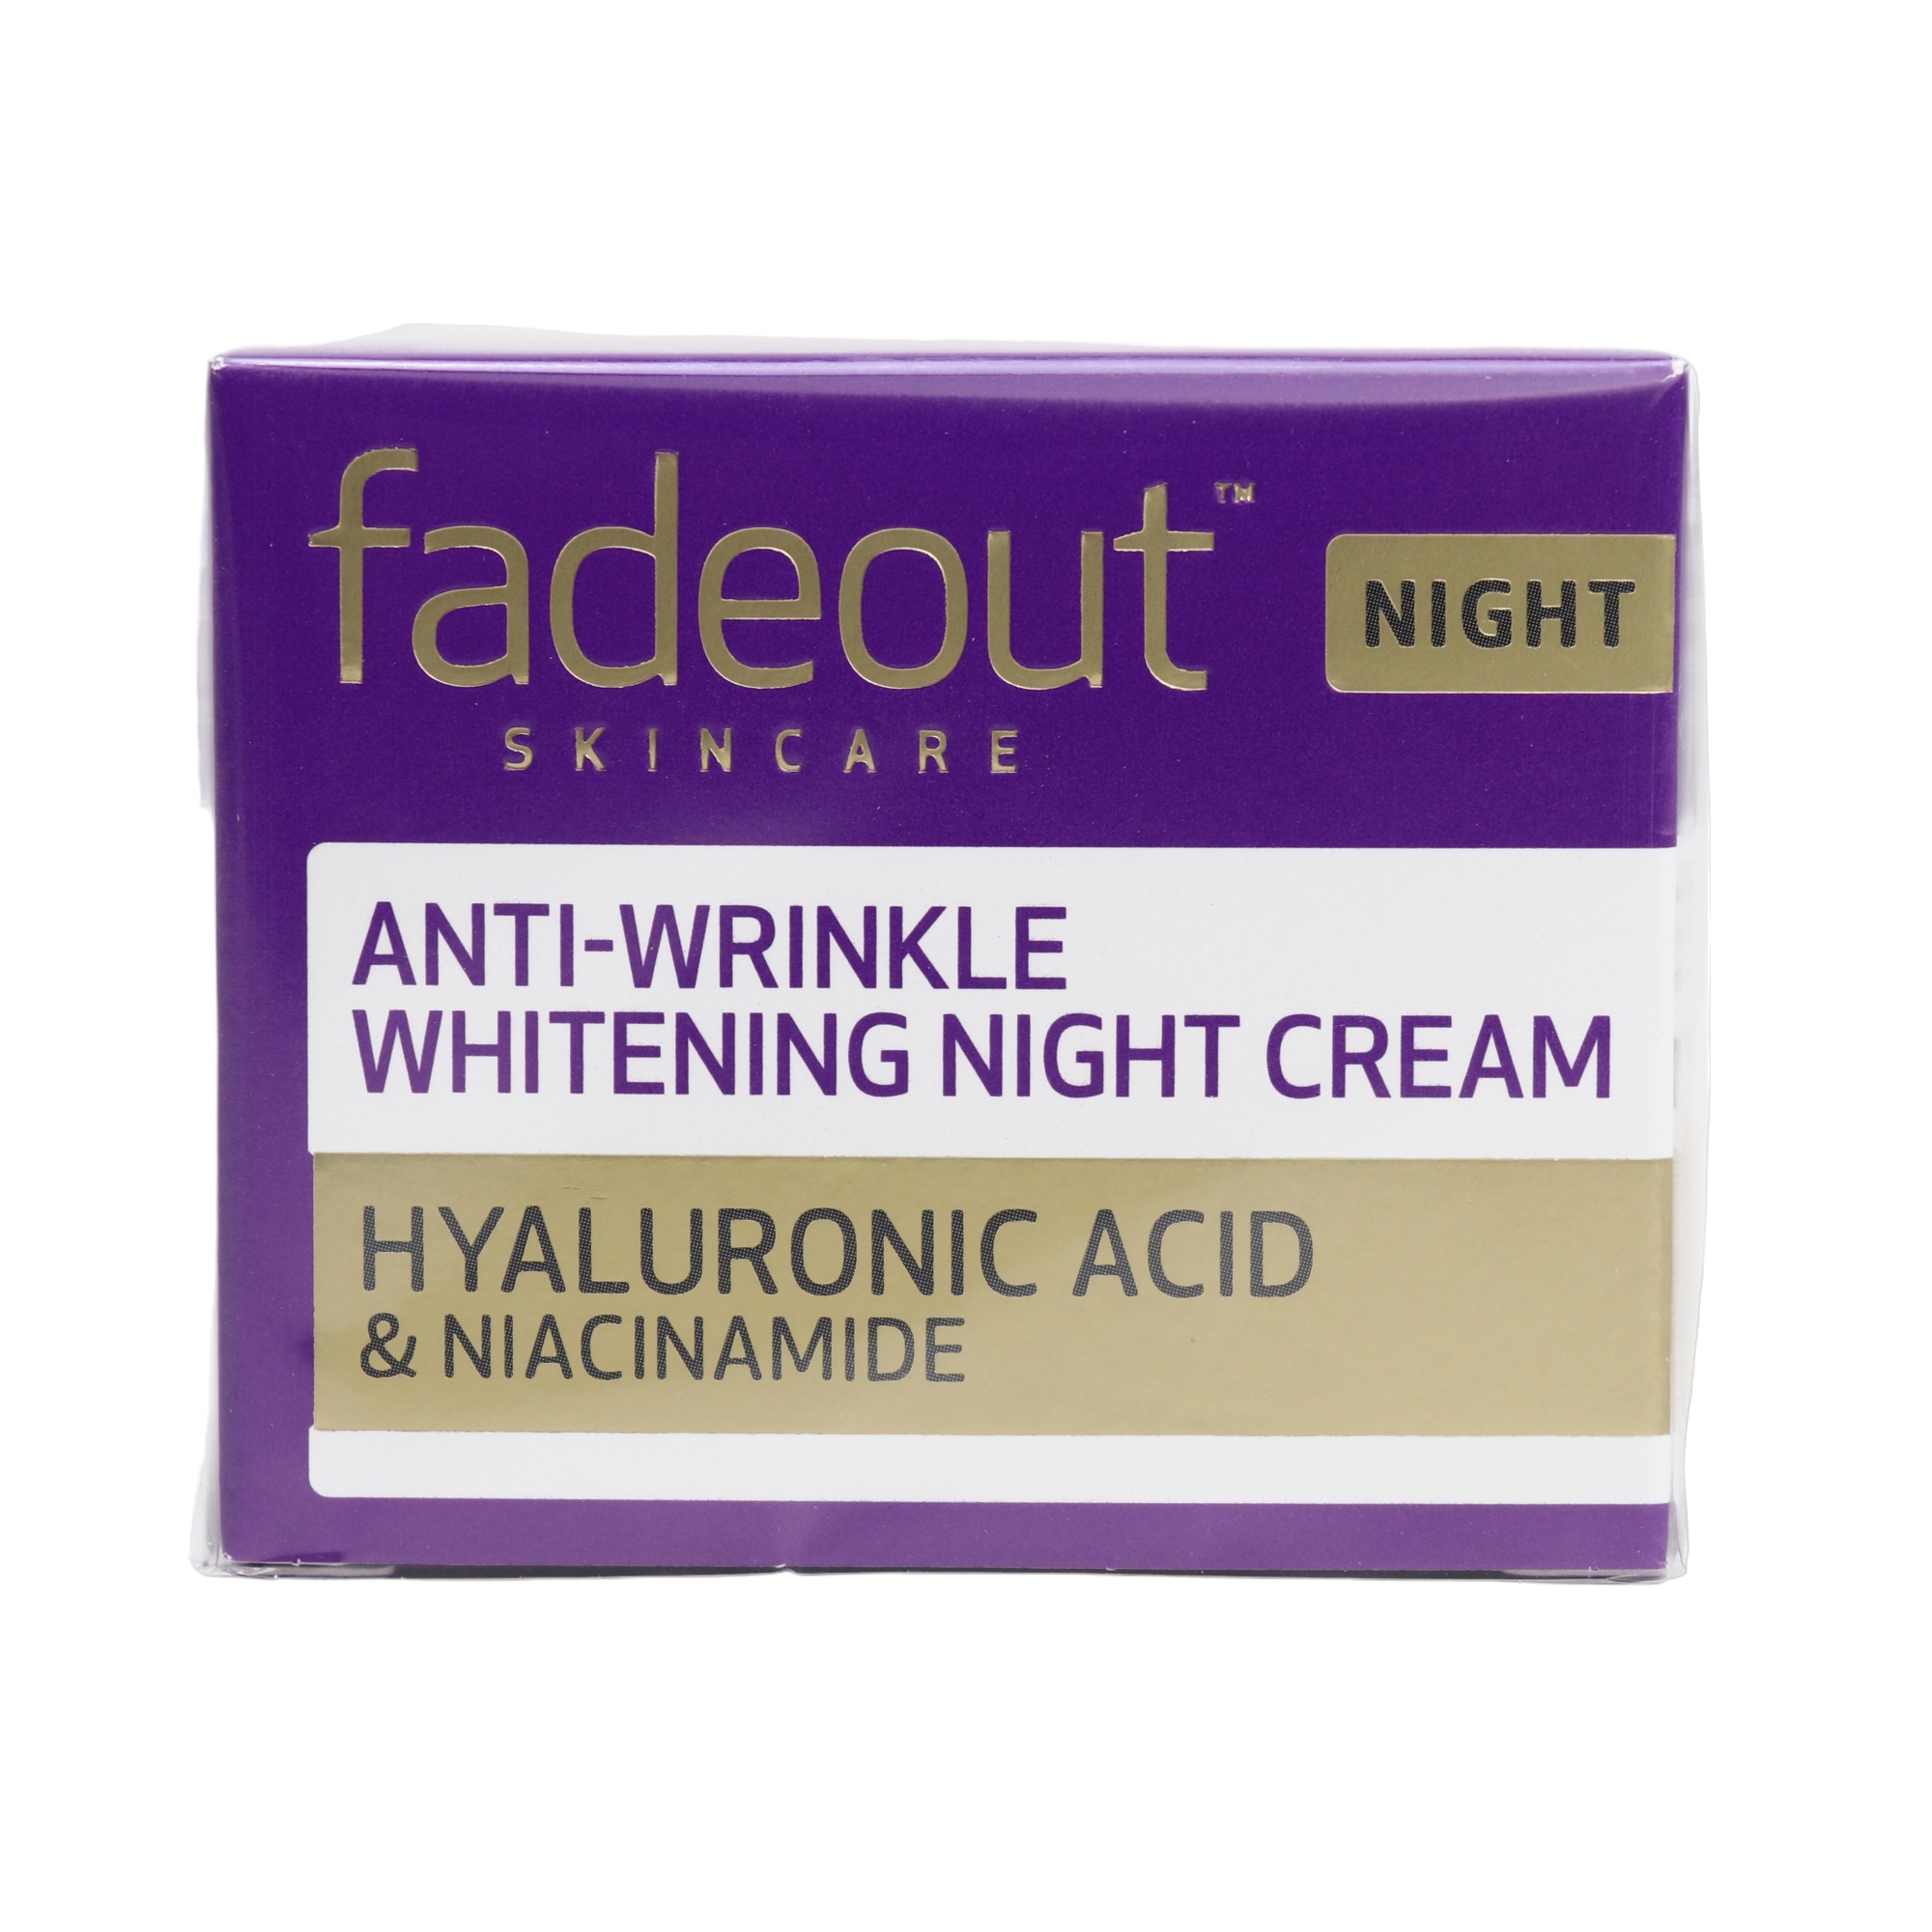 fadeout™
NIGHT
SKINCARE
ANTI-WRINKLE
WHITENING NIGHT CREAM
HYALURONIC ACID
& NIACINAMIDE